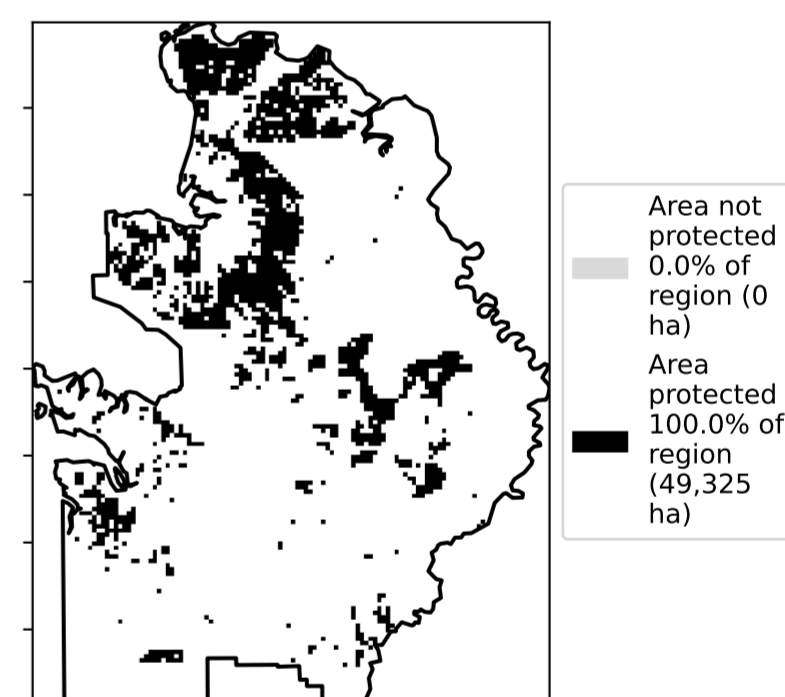 Area not
protected
0.0% of
region (0
ha)
Area
protected
100.0% of
region
(49,325
ha)